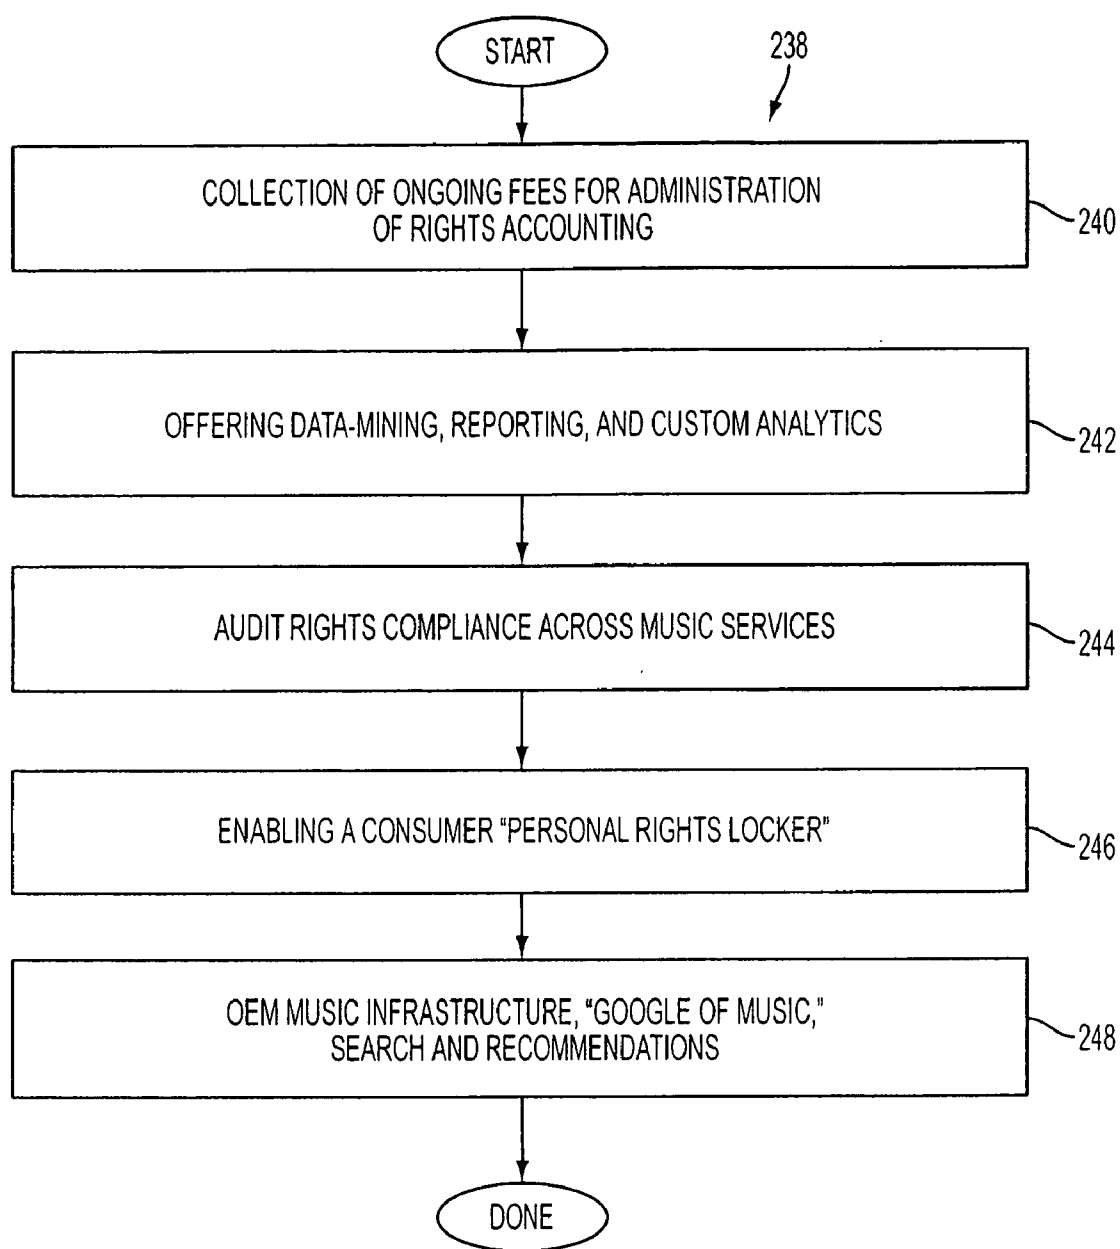 START
238
COLLECTION OF ONGOING FEES FOR ADMINISTRATION
OF RIGHTS ACCOUNTING
240
OFFERING DATA-MINING, REPORTING, AND CUSTOM ANALYTICS
242
AUDIT RIGHTS COMPLIANCE ACROSS MUSIC SERVICES
244
ENABLING A CONSUMER "PERSONAL RIGHTS LOCKER"
246
OEM MUSIC INFRASTRUCTURE, "GOOGLE OF MUSIC,"
SEARCH AND RECOMMENDATIONS
248
DONE